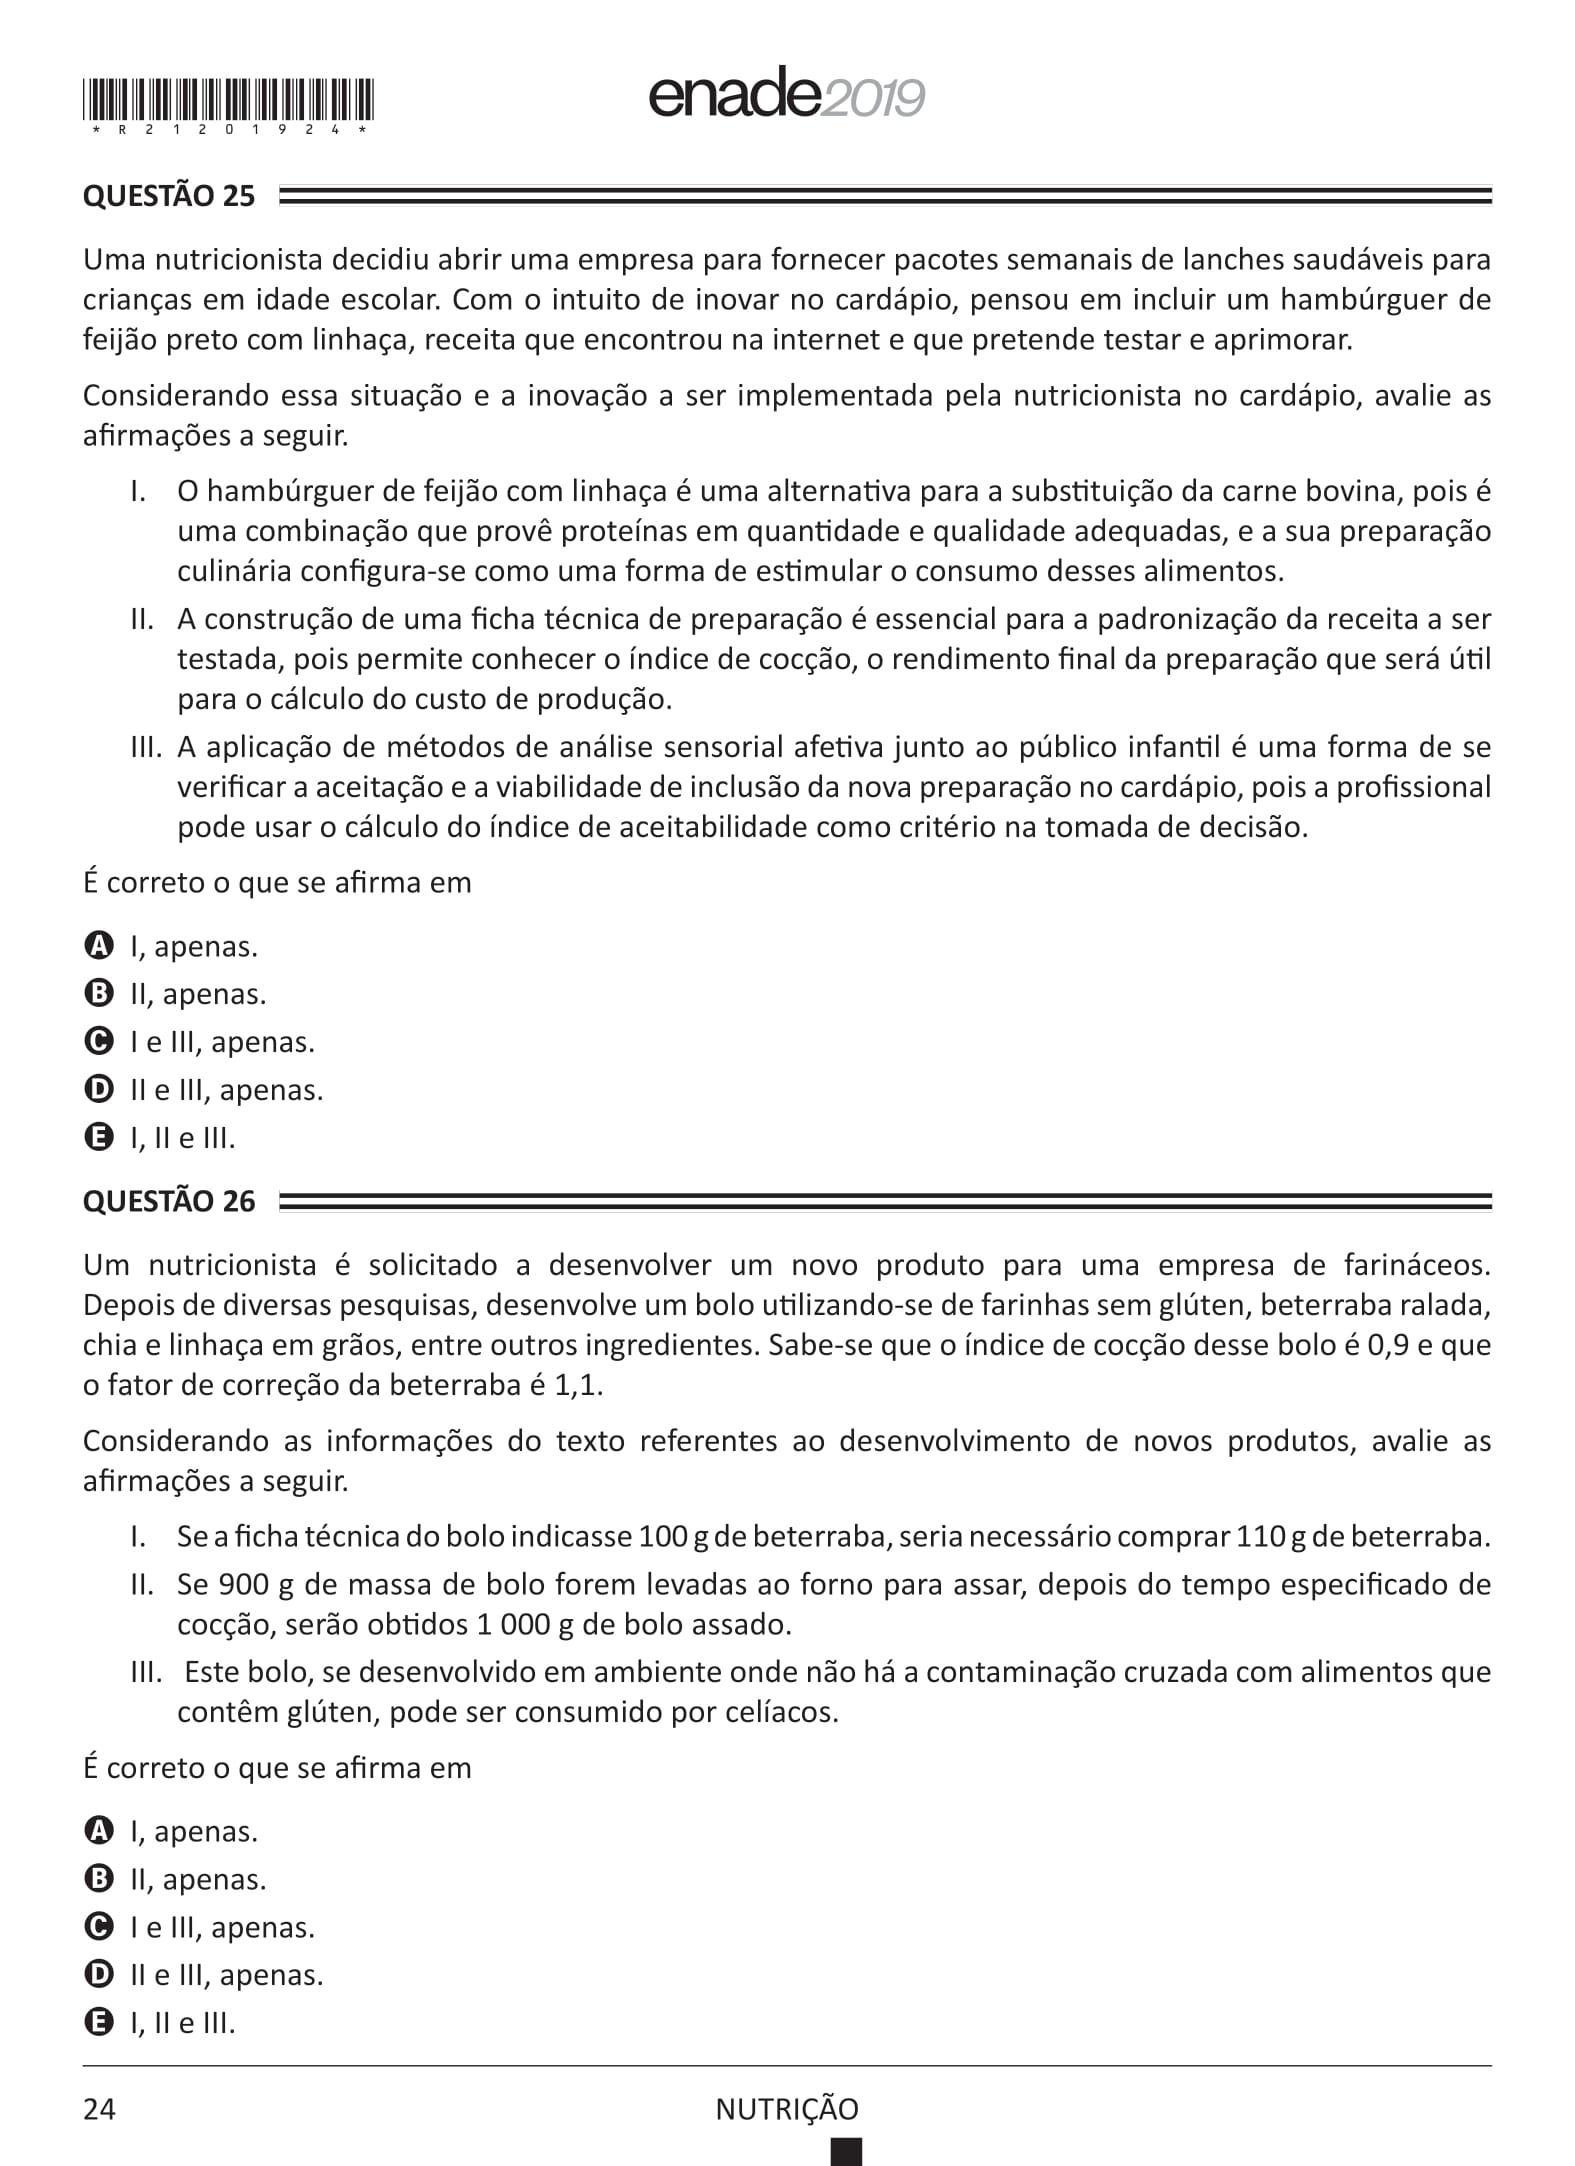 *R21201924*
enade2019
QUESTÃO 25
Uma nutricionista decidiu abrir uma empresa para fornecer pacotes semanais de lanches saudáveis para
crianças em idade escolar. Com o intuito de inovar no cardápio, pensou em incluir um hambúrguer de
feijão preto com linhaça, receita que encontrou na internet e que pretende testar e aprimorar.
Considerando essa situação e a inovação a ser implementada pela nutricionista no cardápio, avalie as
afirmações a seguir.
I. O hambúrguer de feijão com linhaça é uma alternativa para a substituição da carne bovina, pois é
uma combinação que provê proteínas em quantidade e qualidade adequadas, e a sua preparação
culinária configura-se como uma forma de estimular o consumo desses alimentos.
II. A construção de uma ficha técnica de preparação é essencial para a padronização da receita a ser
testada, pois permite conhecer o índice de cocção, o rendimento final da preparação que será útil
para o cálculo do custo de produção.
III. A aplicação de métodos de análise sensorial afetiva junto ao público infantil é uma forma de se
verificar a aceitação e a viabilidade de inclusão da nova preparação no cardápio, pois a profissional
pode usar o cálculo do índice de aceitabilidade como critério na tomada de decisão.
É correto o que se afirma em
A I, apenas.
B II, apenas.
C I e III, apenas.
D II e III, apenas.
E I, II e III.
QUESTÃO 26
Um nutricionista é solicitado a desenvolver um novo produto para uma empresa de farináceos.
Depois de diversas pesquisas, desenvolve um bolo utilizando-se de farinhas sem glúten, beterraba ralada,
chia e linhaça em grãos, entre outros ingredientes. Sabe-se que o índice de cocção desse bolo é 0,9 e que
o fator de correção da beterraba é 1,1.
Considerando as informações do texto referentes ao desenvolvimento de novos produtos, avalie as
afirmações a seguir.
I. Se a ficha técnica do bolo indicasse 100 g de beterraba, seria necessário comprar 110 g de beterraba.
II. Se 900 g de massa de bolo forem levadas ao forno para assar, depois do tempo especificado de
cocção, serão obtidos 1 000 g de bolo assado.
III. Este bolo, se desenvolvido em ambiente onde não há a contaminação cruzada com alimentos que
contêm glúten, pode ser consumido por celíacos.
É correto o que se afirma em
A I, apenas.
B II, apenas.
C I e III, apenas.
D II e III, apenas.
E I, II e III.
24
NUTRIÇÃO